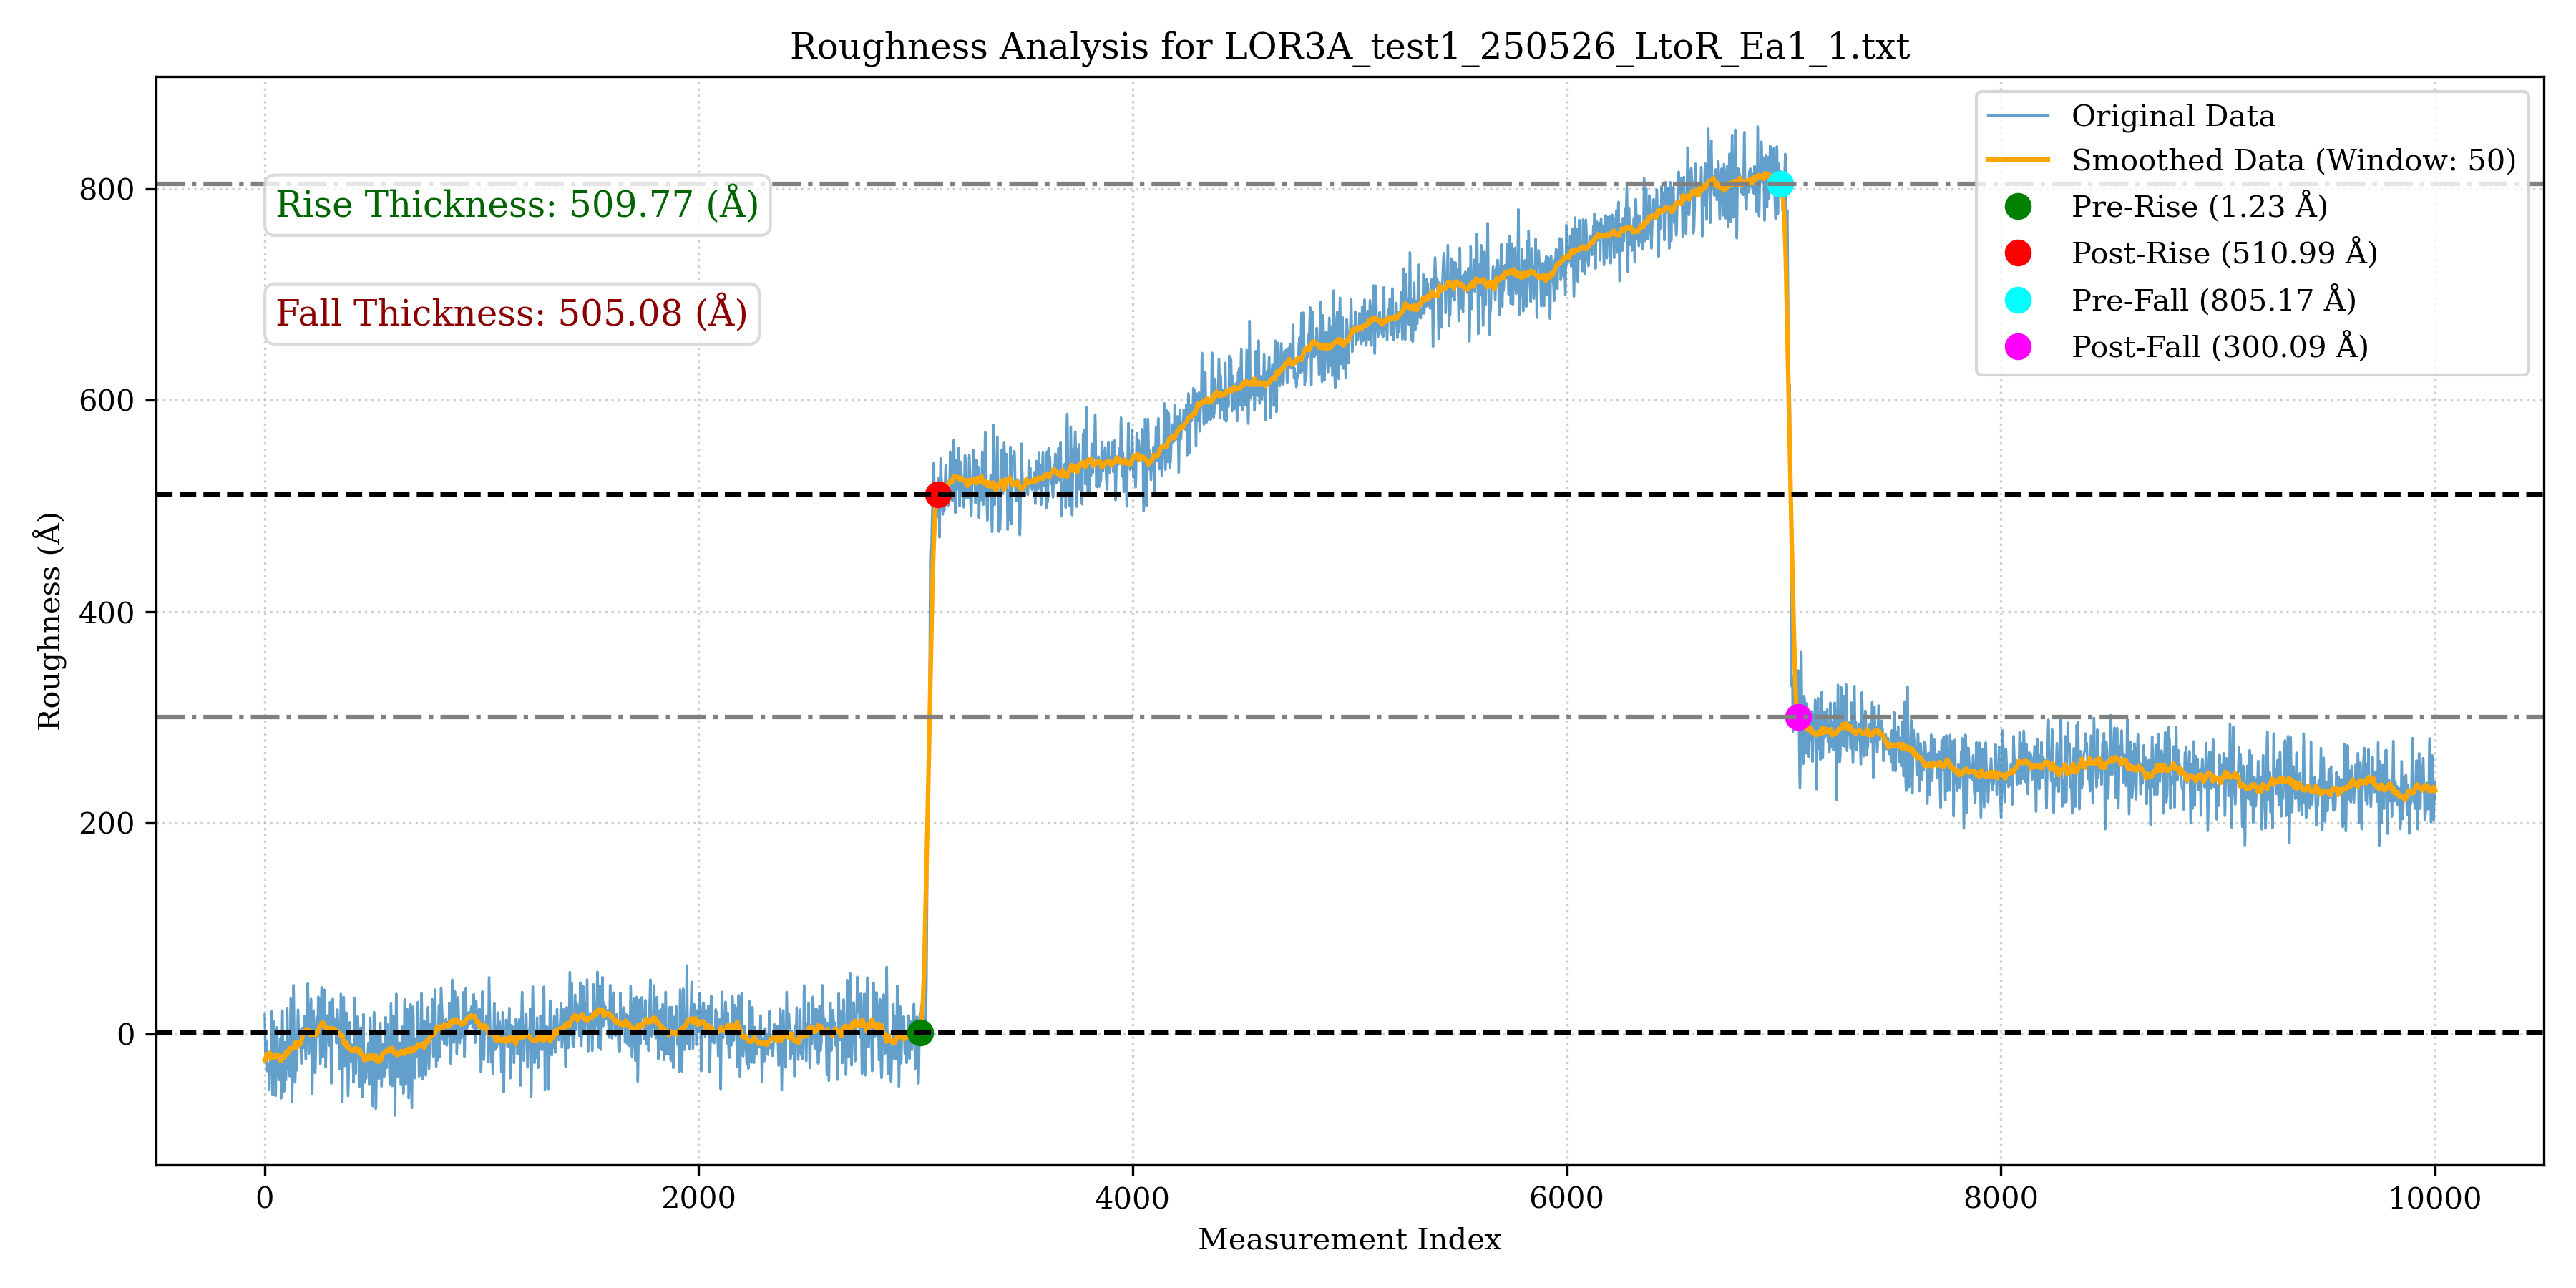 Roughness Analysis for LOR3A_test1_250526_LtoR_Ea1_1.txt
Original Data
Smoothed Data (Window: 50)
Pre-Rise (1.23 Å)
Post-Rise (510.99 Å)
Pre-Fall (805.17 Å)
Post-Fall (300.09 Å)
Rise Thickness: 509.77 (Å)
Fall Thickness: 505.08 (Å)
Roughness (Å)
800
600
400
200
0
0
2000
4000
6000
8000
10000
Measurement Index